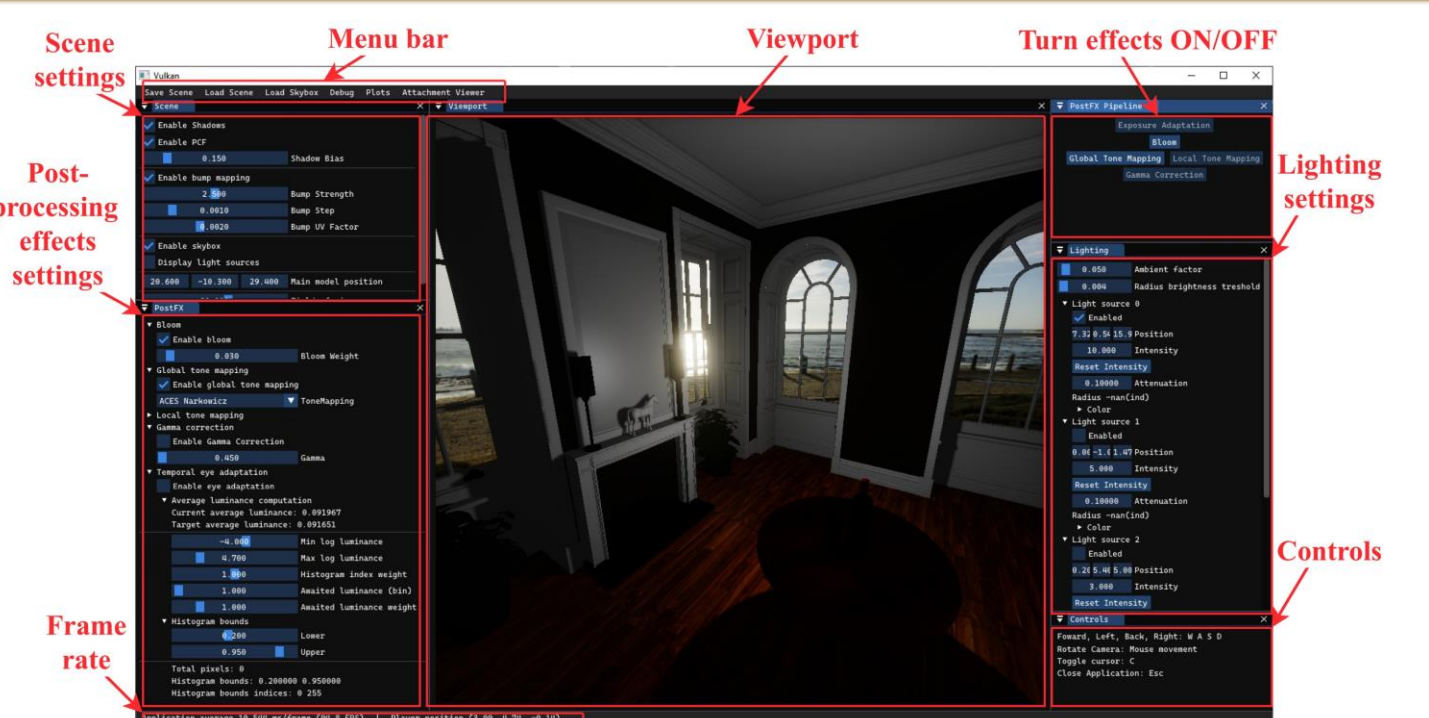 Scene
settings
Menu bar
Viewport
Turn effects ON/OFF
Vulkan
Save Scene Load Scene Load Skybox Debug Plots Attachment Viewer
Scene
Enable Shadows
Enable PCF
0.150 Shadow Bias
Enable bump mapping
2.500 Bump Strength
0.0010 Bump Step
0.0020 Bump UV Factor
Enable skybox
Display light sources
20.600 -10.300 29.400 Main model position
Post-
processing
effects
settings
PostFX
Bloom
Enable bloom
0.030 Bloom Weight
Global tone mapping
Enable global tone mapping
ACES Narkowicz ToneMapping
Local tone mapping
Gamma correction
Enable Gamma Correction
0.450 Gamma
Temporal eye adaptation
Enable eye adaptation
Average luminance computation
Current average luminance: 0.091967
Target average luminance: 0.091651
-4.000 Min log luminance
4.700 Max log luminance
1.000 Histogram index weight
1.000 Awaited luminance (bin)
1.000 Awaited luminance weight
Histogram bounds
0.200 Lower
0.950 Upper
Total pixels: 0
Histogram bounds: 0.200000 0.950000
Histogram bounds indices: 0 255
Frame
rate
Viewport
PostFX Pipeline
Exposure Adaptation
Bloom
Global Tone Mapping Local Tone Mapping
Gamma Correction
Lighting
settings
Lighting
0.050 Ambient factor
0.004 Radius brightness treshold
Light source 0
Enabled
Position
10.000 Intensity
Reset Intensity
0.10000 Attenuation
Radius -nan(ind)
Color
Light source 1
Enabled
Position
5.000 Intensity
Reset Intensity
0.10000 Attenuation
Radius -nan(ind)
Color
Light source 2
Enabled
Position
3.000 Intensity
Reset Intensity
Controls
Controls
Foward, Left, Back, Right: W A S D
Rotate Camera: Mouse movement
Toggle cursor: C
Close Application: Esc